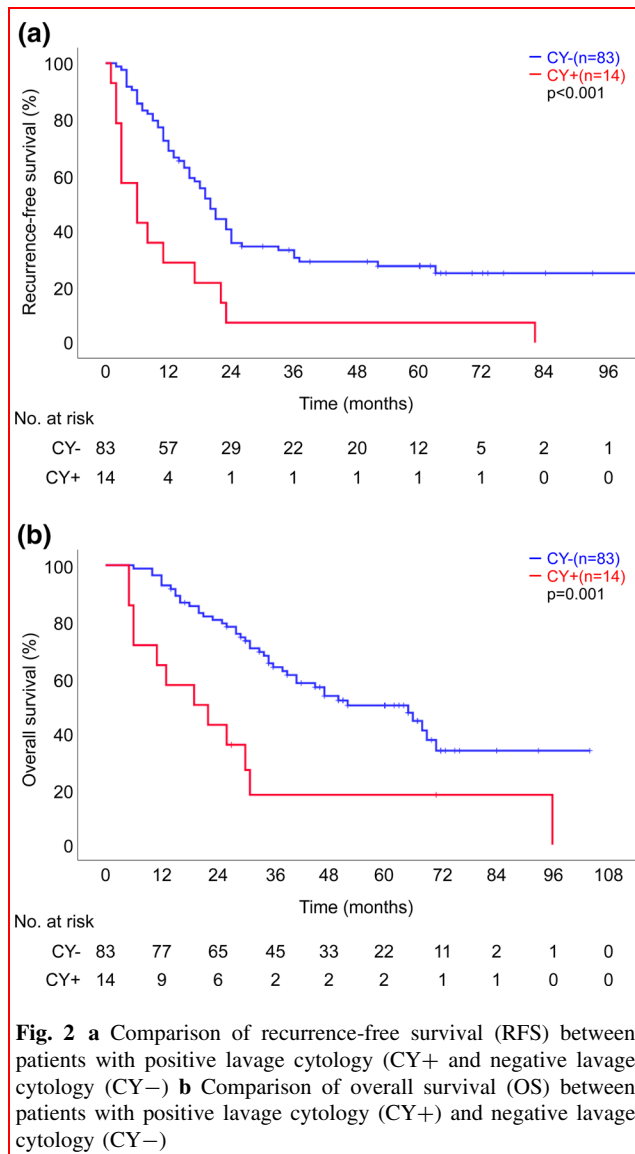 (a)
CY-(n=83)
CY+(n=14)
p<0.001
Recurrence-free survival (%)
100
80
60
40
20
0
0 12 24 36 48 60 72 84 96
Time (months)
No. at risk
CY- 83 57 29 22 20 12 5 2 1
CY+ 14 4 1 1 1 1 1 0 0
(b)
CY-(n=83)
CY+(n=14)
p=0.001
Overall survival (%)
100
80
60
40
20
0
0 12 24 36 48 60 72 84 96 108
Time (months)
No. at risk
CY- 83 77 65 45 33 22 11 2 1 0
CY+ 14 9 6 2 2 2 1 1 0 0
Fig. 2 a Comparison of recurrence-free survival (RFS) between
patients with positive lavage cytology (CY+ and negative lavage
cytology (CY−) b Comparison of overall survival (OS) between
patients with positive lavage cytology (CY+) and negative lavage
cytology (CY−)